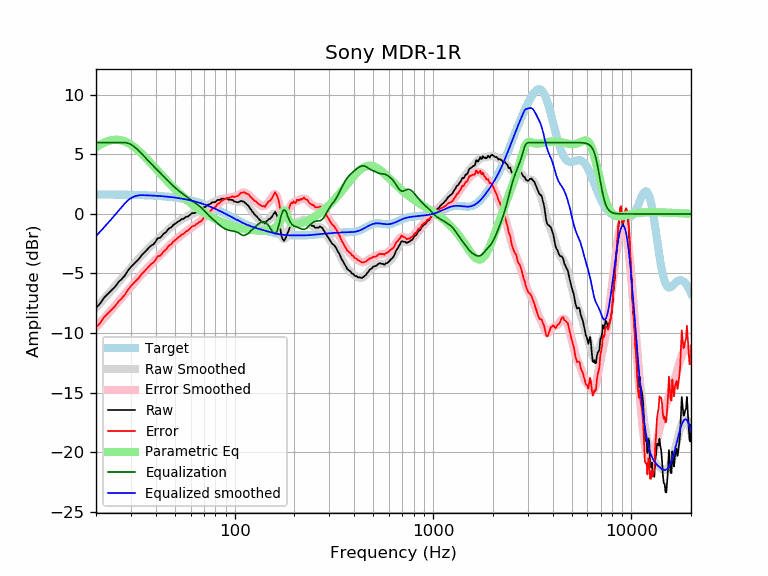 Sony MDR-1R
Amplitude (dBr)
10
5
0
−5
−10
−15
−20
−25
Target
Raw Smoothed
Error Smoothed
Raw
Error
Parametric Eq
Equalization
Equalized smoothed
100
1000
10000
Frequency (Hz)